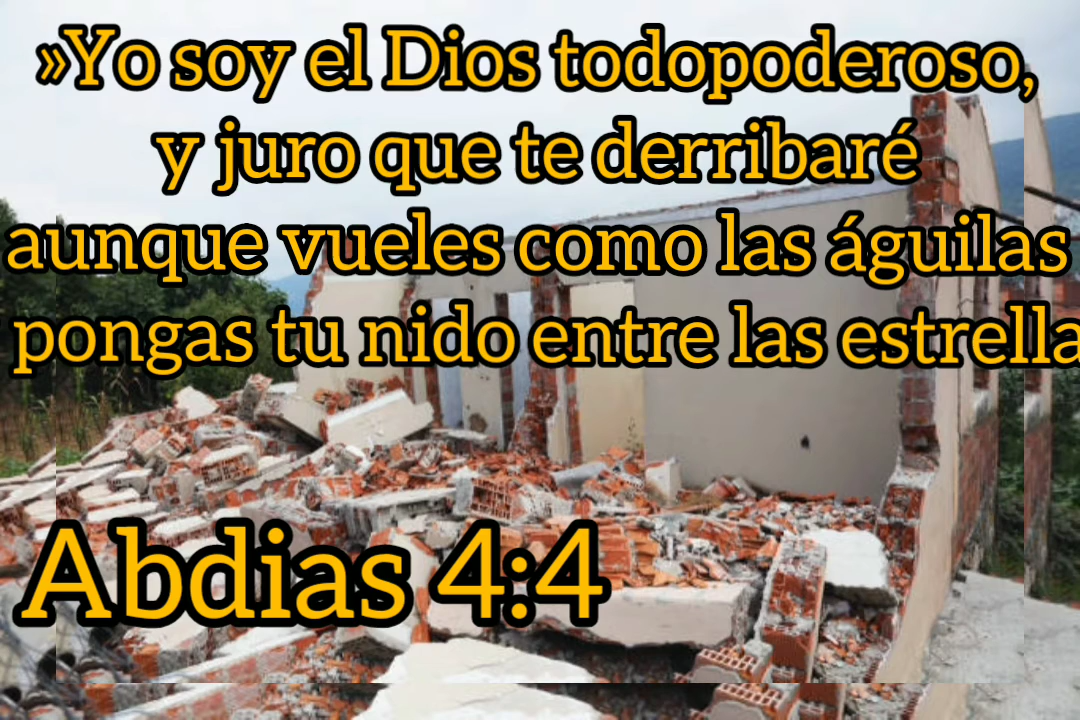 »Yo soy el Dios todopoderoso,
y juro que te derribaré
aunque vueles como las águilas
pongas tu nido entre las estrella
Abdias 4:4